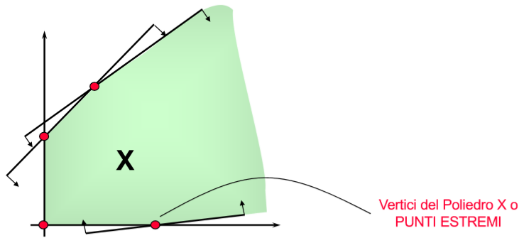 X
Vertici del Poliedro X o
PUNTI ESTREMI